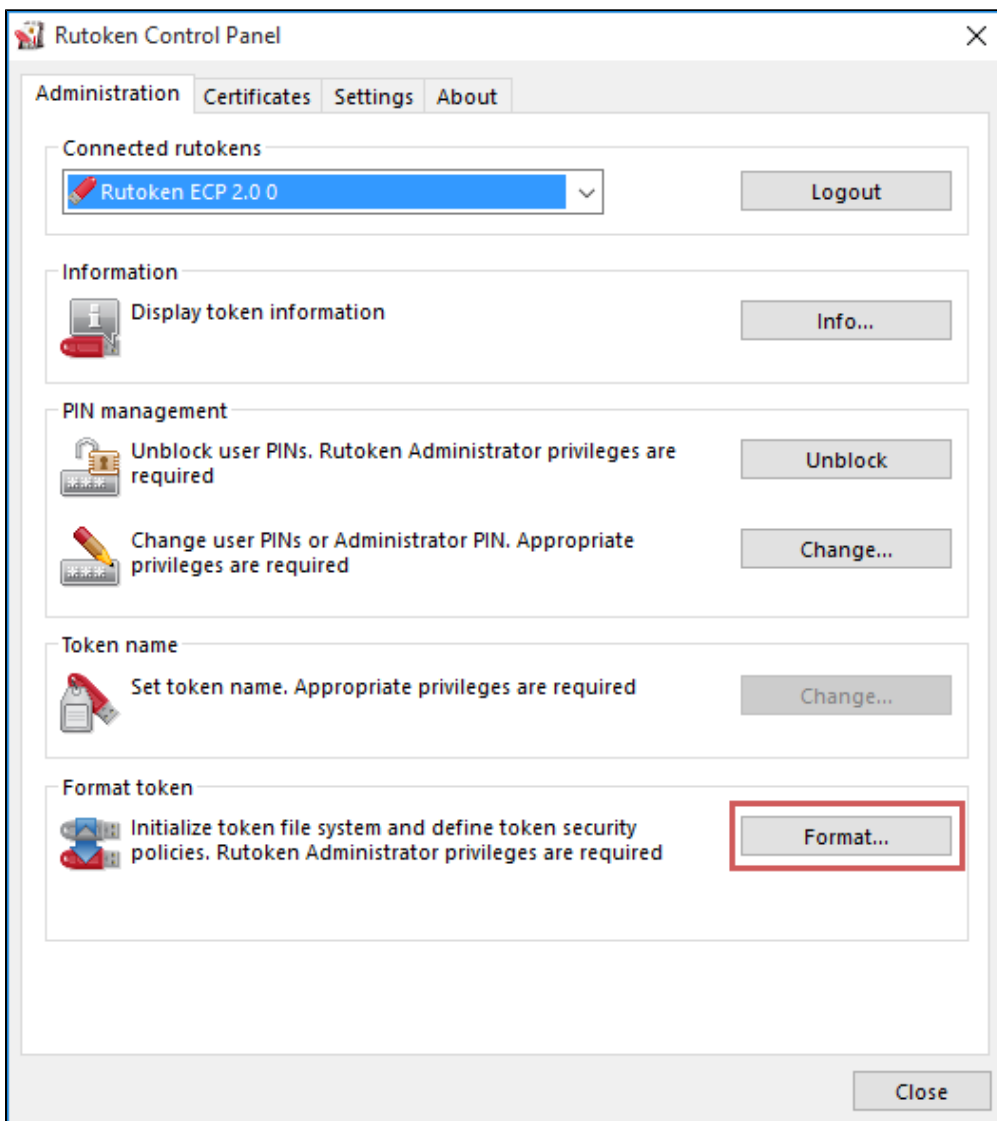 Rutoken Control Panel
Administration
Certificates
Settings
About
Connected rutokens
Rutoken ECP 2.0 0
Logout
Information
Display token information
Info...
PIN management
Unblock user PINs. Rutoken Administrator privileges are
required
Unblock
Change user PINs or Administrator PIN. Appropriate
privileges are required
Change...
Token name
Set token name. Appropriate privileges are required
Change...
Format token
Initialize token file system and define token security
policies. Rutoken Administrator privileges are required
Format...
Close